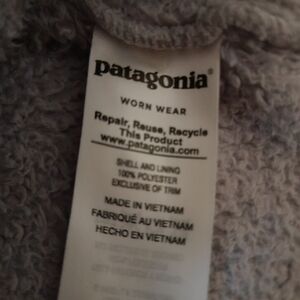 patagonia®
WORN WEAR
Repair, Reuse, Recycle
This Product
www.patagonia.com
SHELL AND LINING
100% POLYESTER
EXCLUSIVE OF TRIM
MADE IN VIETNAM
FABRIQUÉ AU VIETNAM
HECHO EN VIETNAM